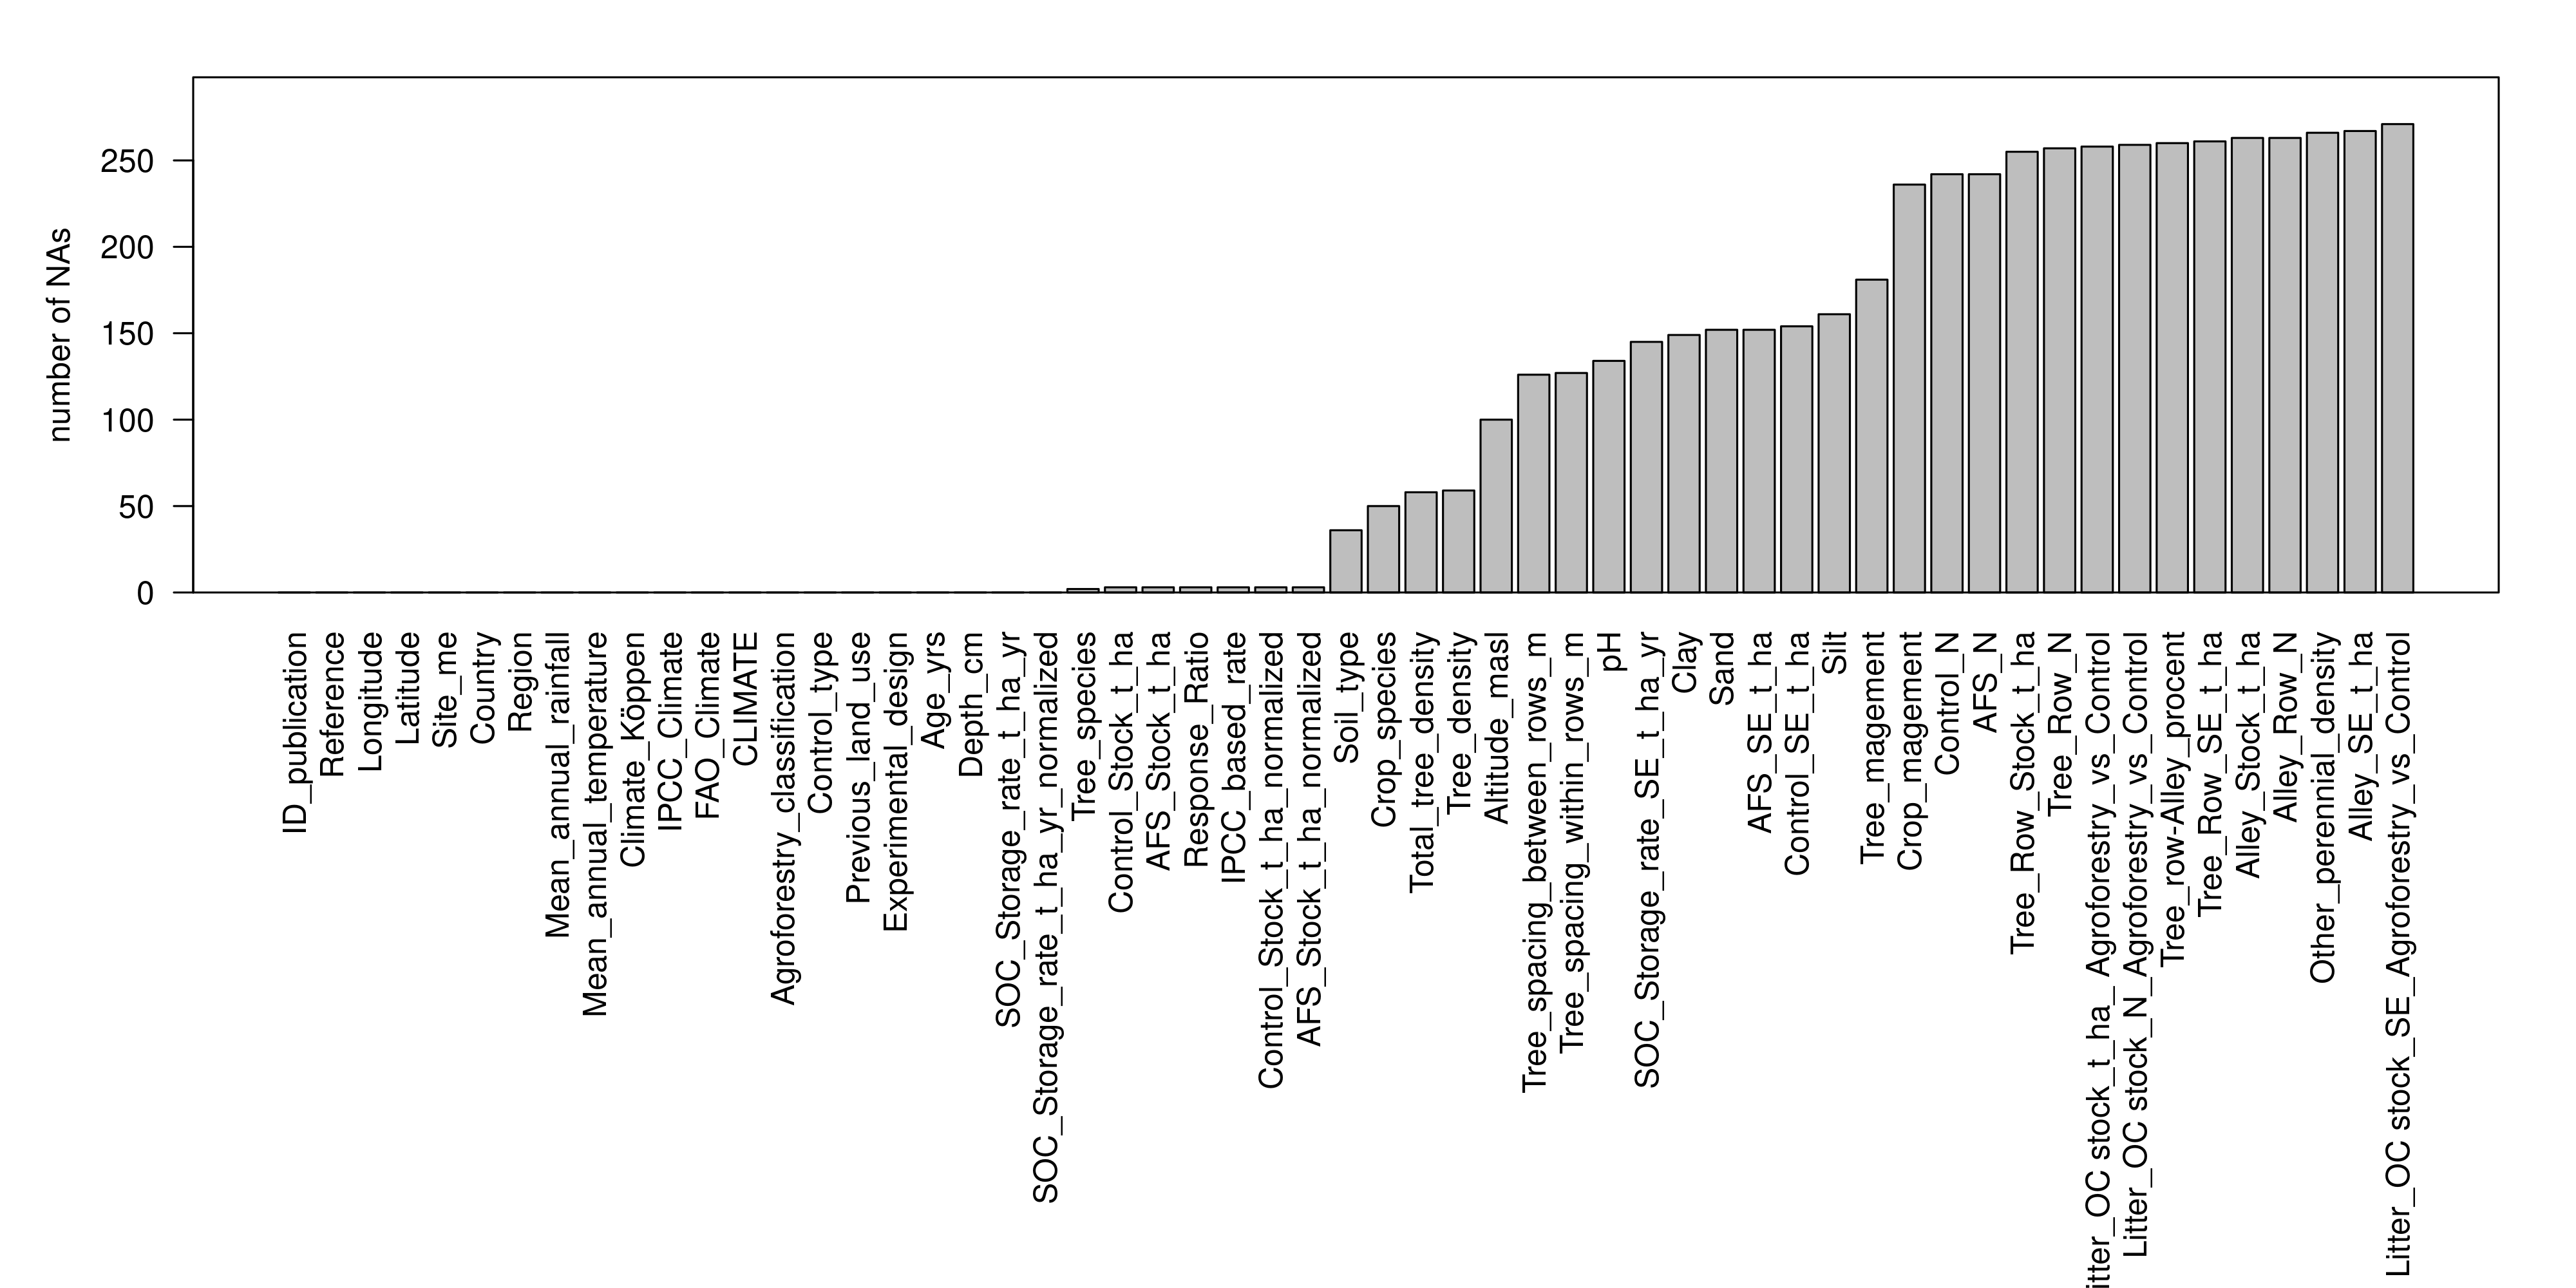 number of NAs
250
200
150
100
50
0
ID_publication
Reference
Longitude
Latitude
Site_me
Country
Region
Mean_annual_rainfall
Mean_annual_temperature
Climate_Köppen
IPCC_Climate
FAO_Climate
CLIMATE
Agroforestry_classification
Control_type
Previous_land_use
Experimental_design
Age_yrs
Depth_cm
SOC_Storage_rate_t_ha_yr
SOC_Storage_rate_t_ha_yr_normalized
Tree_species
Control_Stock_t_ha
AFS_Stock_t_ha
Response_Ratio
IPCC_based_rate
Control_Stock_t_ha_normalized
AFS_Stock_t_ha_normalized
Soil_type
Crop_species
Total_tree_density
Tree_density
Altitude_masl
Tree_spacing_between_rows_m
Tree_spacing_within_rows_m
pH
SOC_Storage_rate_SE_t_ha_yr
Clay
Sand
AFS_SE_t_ha
Control_SE_t_ha
Silt
Tree_magement
Crop_magement
Control_N
AFS_N
Tree_Row_Stock_t_ha
Tree_Row_N
itter_OC stock_t_ha_Agroforestry_vs_Control
Litter_OC stock_N_Agroforestry_vs_Control
Tree_row-Alley_procent
Tree_Row_SE_t_ha
Alley_Stock_t_ha
Alley_Row_N
Other_perennial_density
Alley_SE_t_ha
Litter_OC stock_SE_Agroforestry_vs_Control